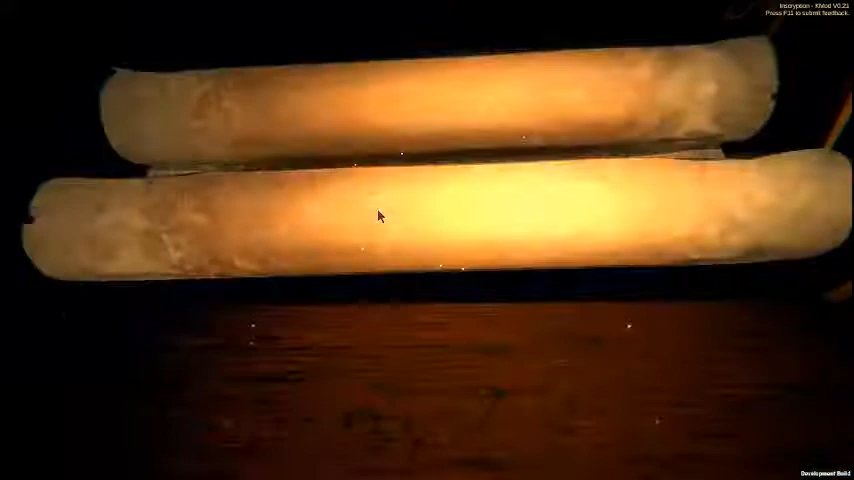 Inscryption - KMod V0.21
Press F11 to submit feedback.
Development Build